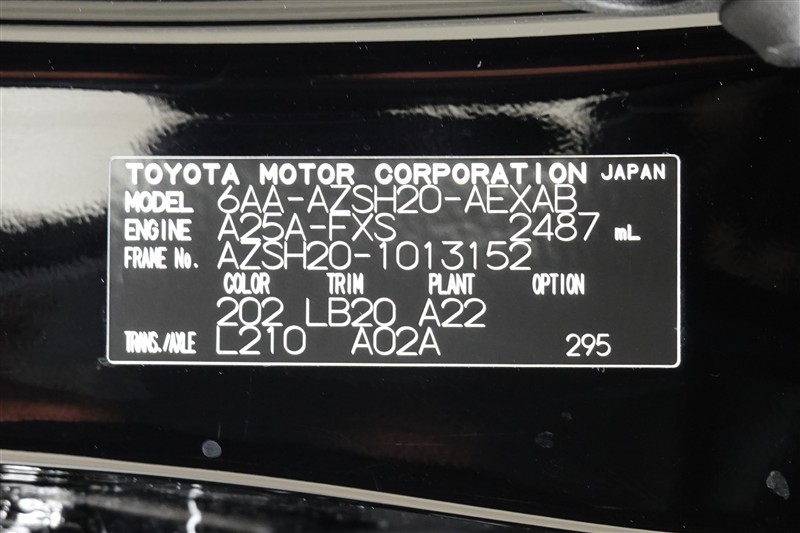 TOYOTA MOTOR CORPORATION JAPAN
MODEL 6AA-AZSH20-AEXAB
ENGINE A25A-FXS 2487 mL
FRAME No. AZSH20-1013152
COLOR TRIM PLANT OPTION
202 LB20 A22
TRANS./AXLE L210 A02A 295